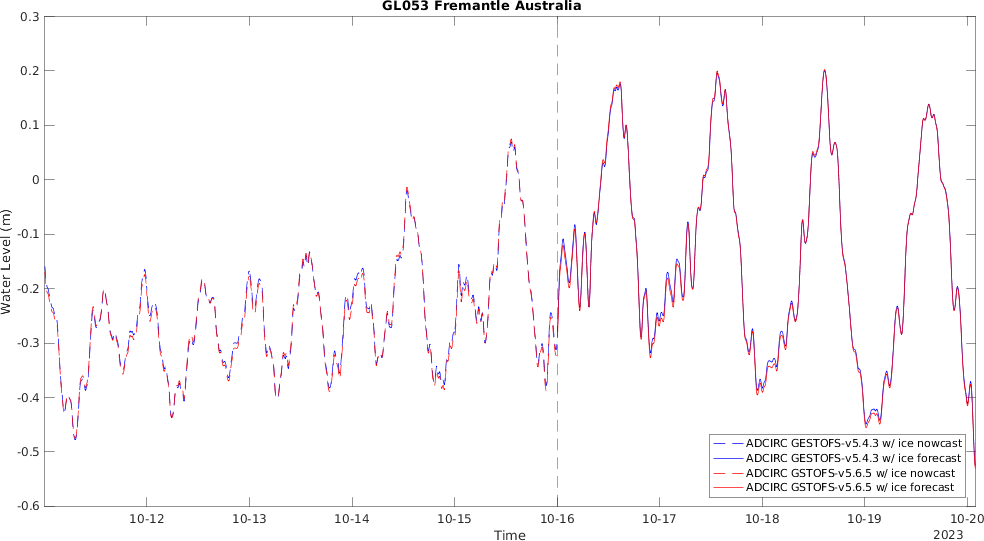 GL053 Fremantle Australia
0.3
0.2
0.1
0
-0.1
-0.2
-0.3
-0.4
-0.5
-0.6
Water Level (m)
ADCIRC GESTOFS-v5.4.3 w/ ice nowcast
ADCIRC GESTOFS-v5.4.3 w/ ice forecast
ADCIRC GSTOFS-v5.6.5 w/ ice nowcast
ADCIRC GSTOFS-v5.6.5 w/ ice forecast
10-12 10-13 10-14 10-15 10-16 10-17 10-18 10-19 10-20
Time
2023